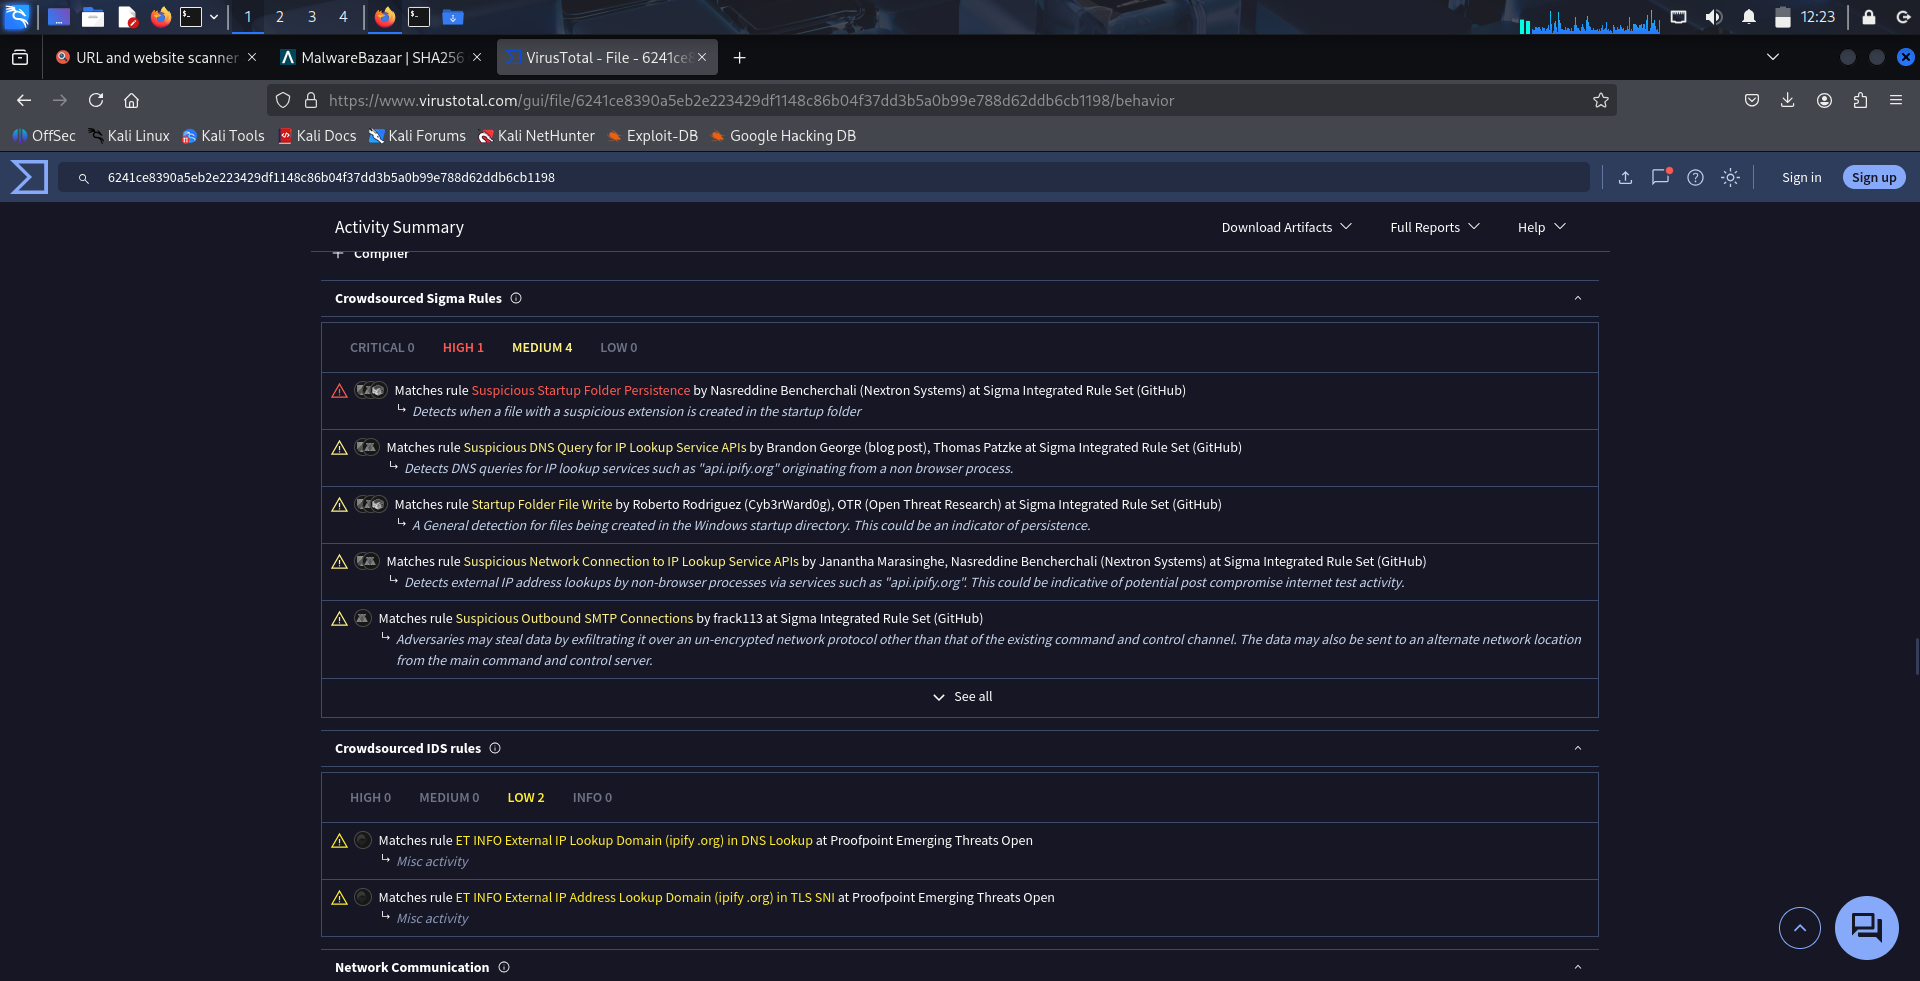 1 2 3 4 12:23
URL and website scanner MalwareBazaar | SHA256 VirusTotal - File - 6241ce8
https://www.virustotal.com/gui/file/6241ce8390a5eb2e223429df1148c86b04f37dd3b5a0b99e788d62ddb6cb1198/behavior
OffSec Kali Linux Kali Tools Kali Docs Kali Forums Kali NetHunter Exploit-DB Google Hacking DB
6241ce8390a5eb2e223429df1148c86b04f37dd3b5a0b99e788d62ddb6cb1198 Sign in Sign up
Activity Summary Download Artifacts Full Reports Help
Compiler
Crowdsourced Sigma Rules
CRITICAL 0 HIGH 1 MEDIUM 4 LOW 0
Matches rule Suspicious Startup Folder Persistence by Nasreddine Bencherchali (Nextron Systems) at Sigma Integrated Rule Set (GitHub)
Detects when a file with a suspicious extension is created in the startup folder
Matches rule Suspicious DNS Query for IP Lookup Service APIs by Brandon George (blog post), Thomas Patzke at Sigma Integrated Rule Set (GitHub)
Detects DNS queries for IP lookup services such as "api.ipify.org" originating from a non browser process.
Matches rule Startup Folder File Write by Roberto Rodriguez (Cyb3rWard0g), OTR (Open Threat Research) at Sigma Integrated Rule Set (GitHub)
A General detection for files being created in the Windows startup directory. This could be an indicator of persistence.
Matches rule Suspicious Network Connection to IP Lookup Service APIs by Janantha Marasinghe, Nasreddine Bencherchali (Nextron Systems) at Sigma Integrated Rule Set (GitHub)
Detects external IP address lookups by non-browser processes via services such as "api.ipify.org". This could be indicative of potential post compromise internet test activity.
Matches rule Suspicious Outbound SMTP Connections by frack113 at Sigma Integrated Rule Set (GitHub)
Adversaries may steal data by exfiltrating it over an un-encrypted network protocol other than that of the existing command and control channel. The data may also be sent to an alternate network location
from the main command and control server.
See all
Crowdsourced IDS rules
HIGH 0 MEDIUM 0 LOW 2 INFO 0
Matches rule ET INFO External IP Lookup Domain (ipify .org) in DNS Lookup at Proofpoint Emerging Threats Open
Misc activity
Matches rule ET INFO External IP Address Lookup Domain (ipify .org) in TLS SNI at Proofpoint Emerging Threats Open
Misc activity
Network Communication